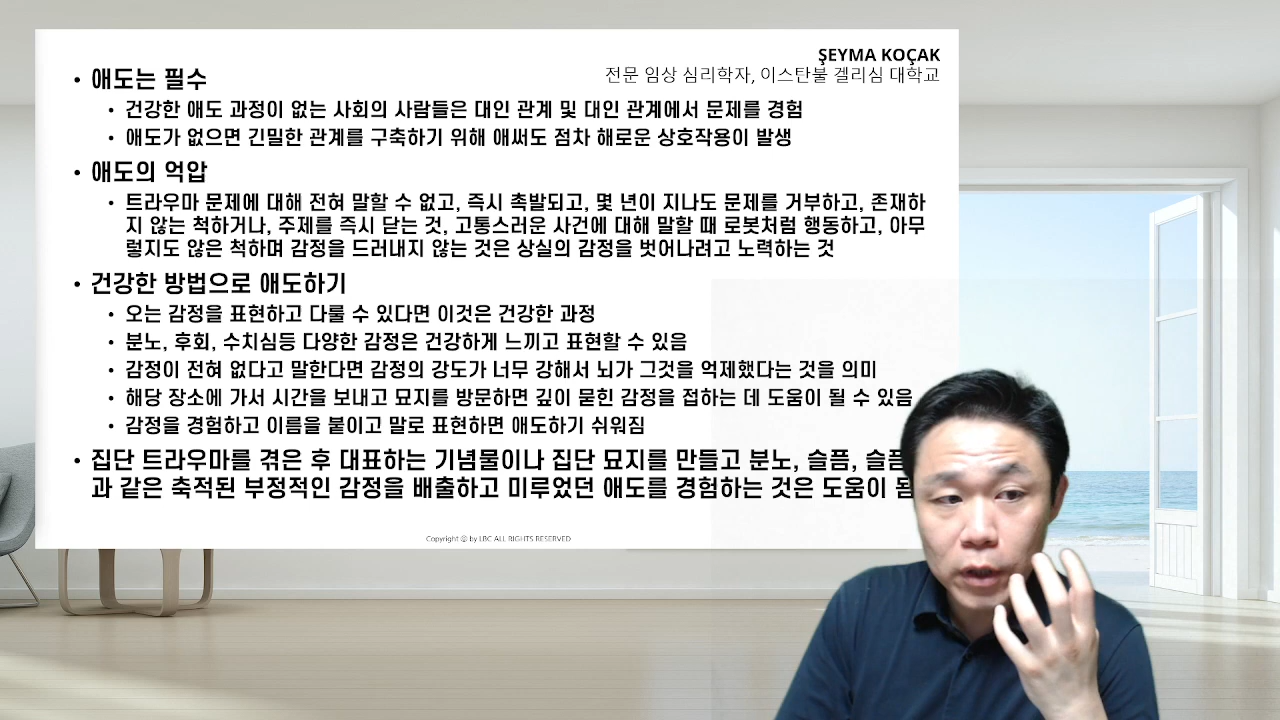 ŞEYMA KOÇAK
전문 임상 심리학자, 이스탄불 겔리심 대학교
• 애도는 필수
• 건강한 애도 과정이 없는 사회의 사람들은 대인 관계 및 대인 관계에서 문제를 경험
• 애도가 없으면 긴밀한 관계를 구축하기 위해 애써도 점차 해로운 상호작용이 발생
• 애도의 억압
• 트라우마 문제에 대해 전혀 말할 수 없고, 즉시 촉발되고, 몇 년이 지나도 문제를 거부하고, 존재하
지 않는 척하거나, 주제를 즉시 닫는 것, 고통스러운 사건에 대해 말할 때 로봇처럼 행동하고, 아무
렇지도 않은 척하며 감정을 드러내지 않는 것은 상실의 감정을 벗어나려고 노력하는 것
• 건강한 방법으로 애도하기
• 오는 감정을 표현하고 다룰 수 있다면 이것은 건강한 과정
• 분노, 후회, 수치심등 다양한 감정은 건강하게 느끼고 표현할 수 있음
• 감정이 전혀 없다고 말한다면 감정의 강도가 너무 강해서 뇌가 그것을 억제했다는 것을 의미
• 해당 장소에 가서 시간을 보내고 묘지를 방문하면 깊이 묻힌 감정을 접하는 데 도움이 될 수 있음
• 감정을 경험하고 이름을 붙이고 말로 표현하면 애도하기 쉬워짐
• 집단 트라우마를 겪은 후 대표하는 기념물이나 집단 묘지를 만들고 분노, 슬픔, 슬픔
과 같은 축적된 부정적인 감정을 배출하고 미루었던 애도를 경험하는 것은 도움이 됨
Copyright @ by LBC ALL RIGHTS RESERVED